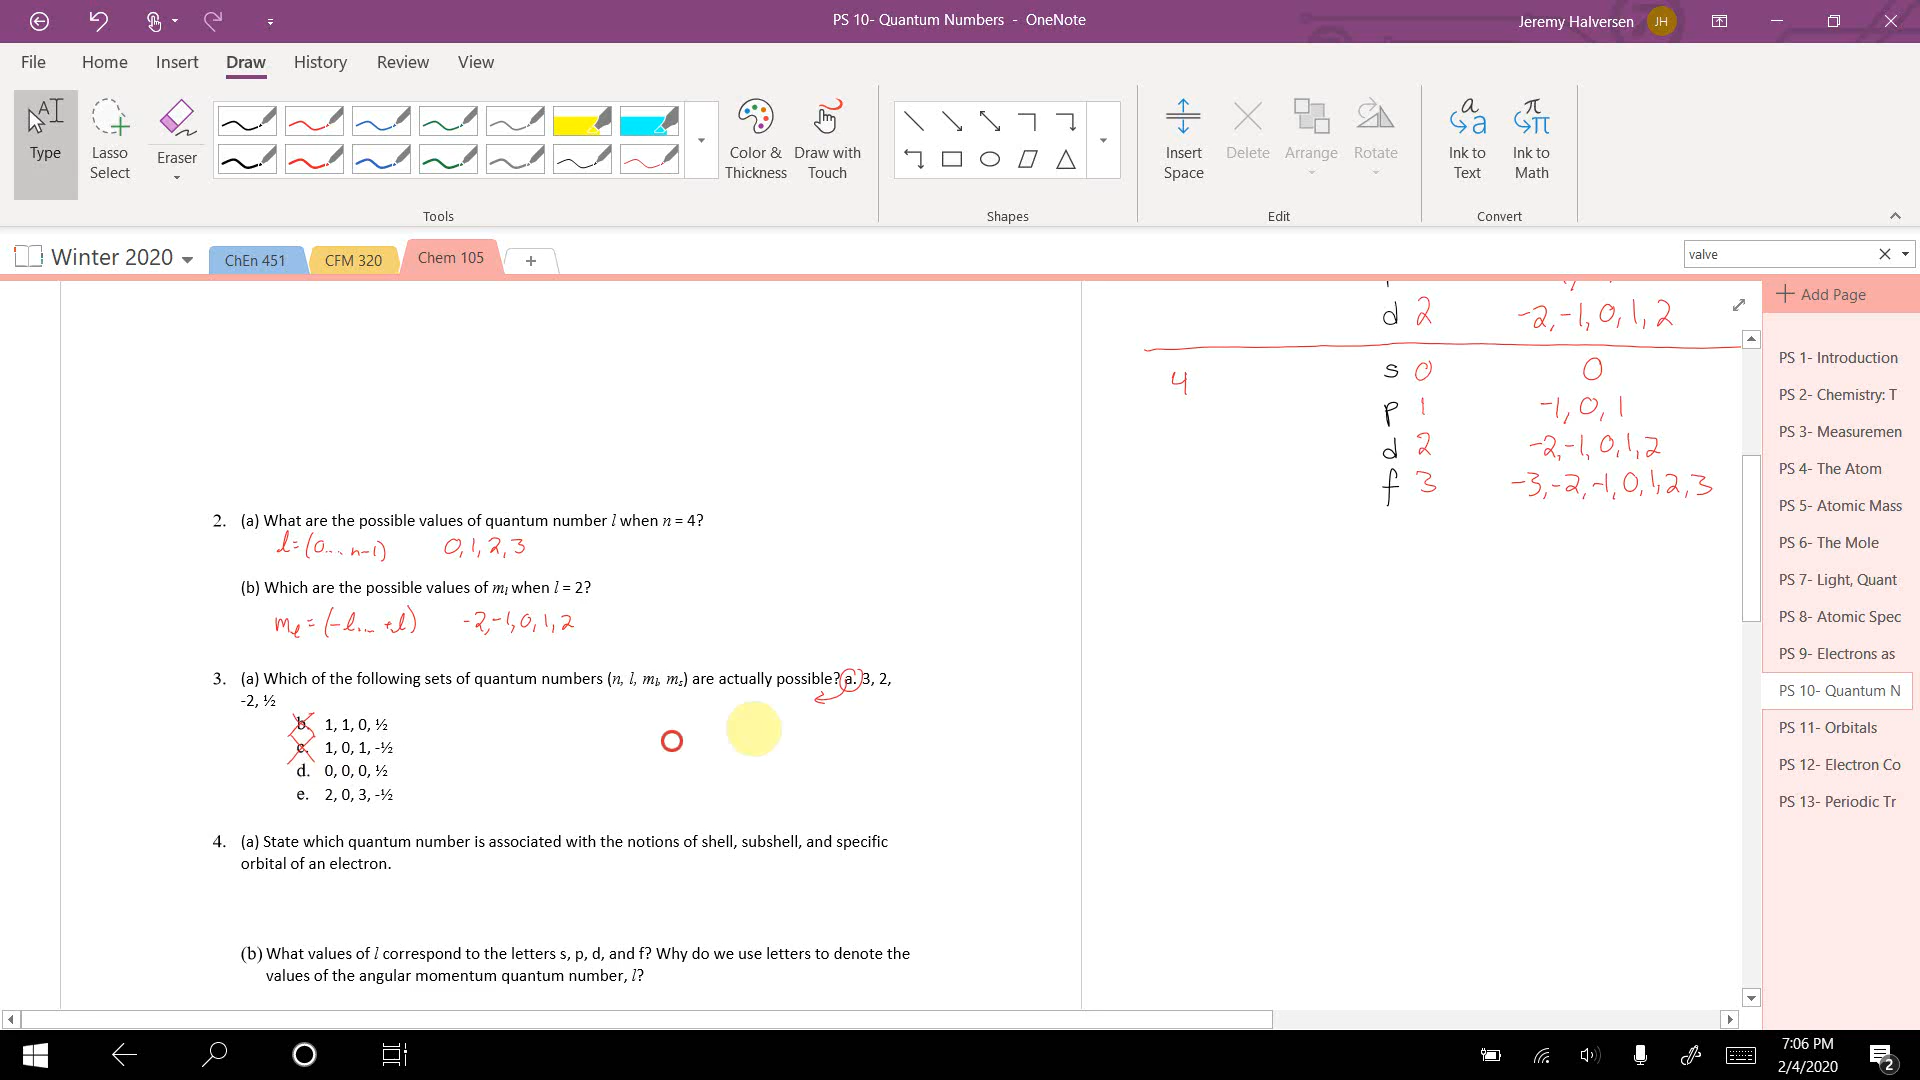 PS 10- Quantum Numbers - OneNote
Jeremy Halversen
JH
File Home Insert Draw History Review View
Type
Lasso Select
Eraser
Color & Thickness
Draw with Touch
Insert Space
Delete
Arrange
Rotate
Ink to Text
Ink to Math
Tools
Shapes
Edit
Convert
Winter 2020
ChEn 451
CFM 320
Chem 105
valve
Add Page
PS 1- Introduction
PS 2- Chemistry: T
PS 3- Measuremen
PS 4- The Atom
PS 5- Atomic Mass
PS 6- The Mole
PS 7- Light, Quant
PS 8- Atomic Spec
PS 9- Electrons as
PS 10- Quantum N
PS 11- Orbitals
PS 12- Electron Co
PS 13- Periodic Tr
d 2 -2,-1,0,1,2
4 s 0 0
p 1 -1,0,1
d 2 -2,-1,0,1,2
f 3 -3,-2,-1,0,1,2,3
2. (a) What are the possible values of quantum number l when n = 4?
l=(0... n-1) 0,1,2,3
(b) Which are the possible values of ml when l = 2?
ml = (-l... +l) -2,-1,0,1,2
3. (a) Which of the following sets of quantum numbers (n, l, ml, ms) are actually possible? a. 3, 2,
-2, ½
b. 1, 1, 0, ½
c. 1, 0, 1, -½
d. 0, 0, 0, ½
e. 2, 0, 3, -½
4. (a) State which quantum number is associated with the notions of shell, subshell, and specific
orbital of an electron.
(b) What values of l correspond to the letters s, p, d, and f? Why do we use letters to denote the
values of the angular momentum quantum number, l?
7:06 PM
2/4/2020
2